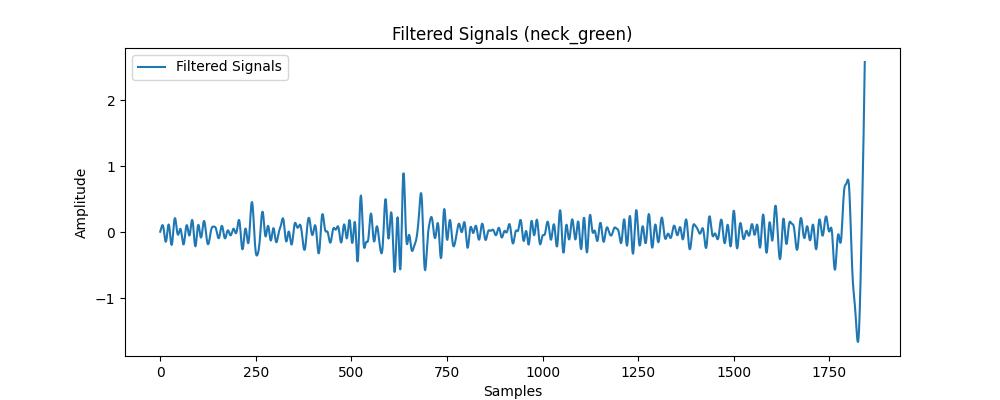 Filtered Signals (neck_green)
Filtered Signals
Amplitude
2
1
0
−1
0 250 500 750 1000 1250 1500 1750
Samples